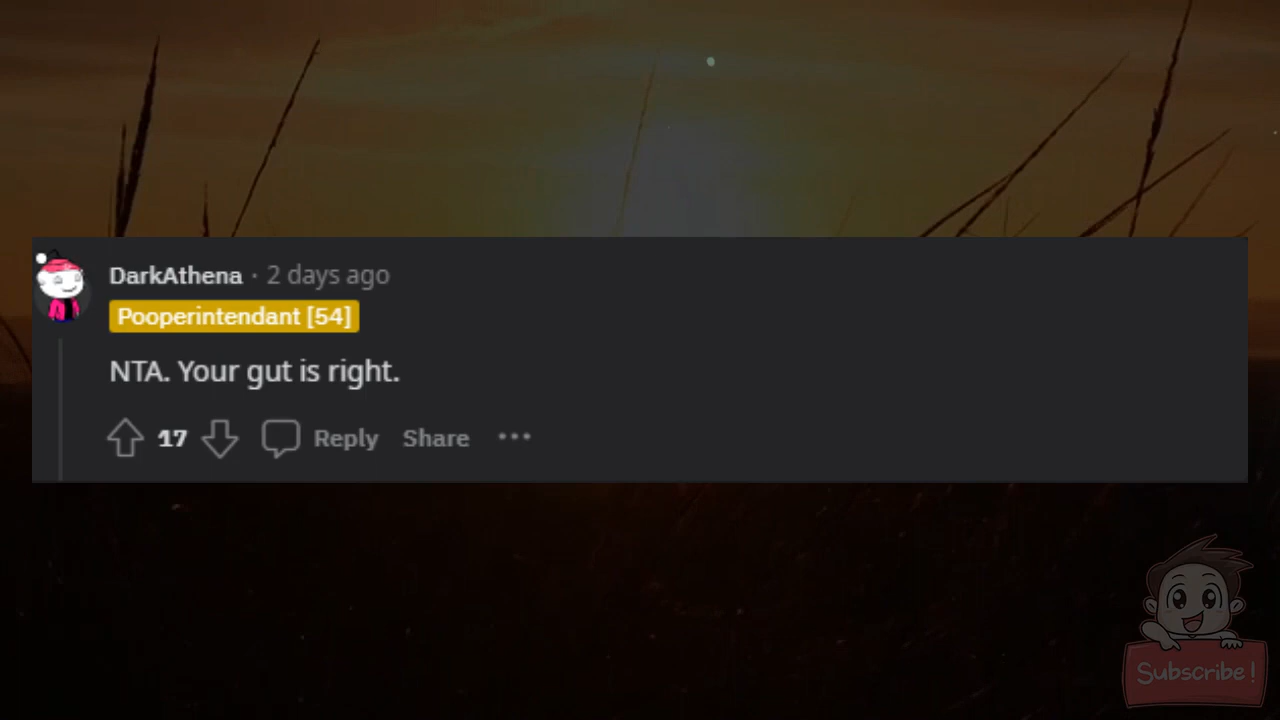 DarkAthena · 2 days ago
Pooperintendant [54]
NTA. Your gut is right.
17 Reply Share ···
Subscribe!